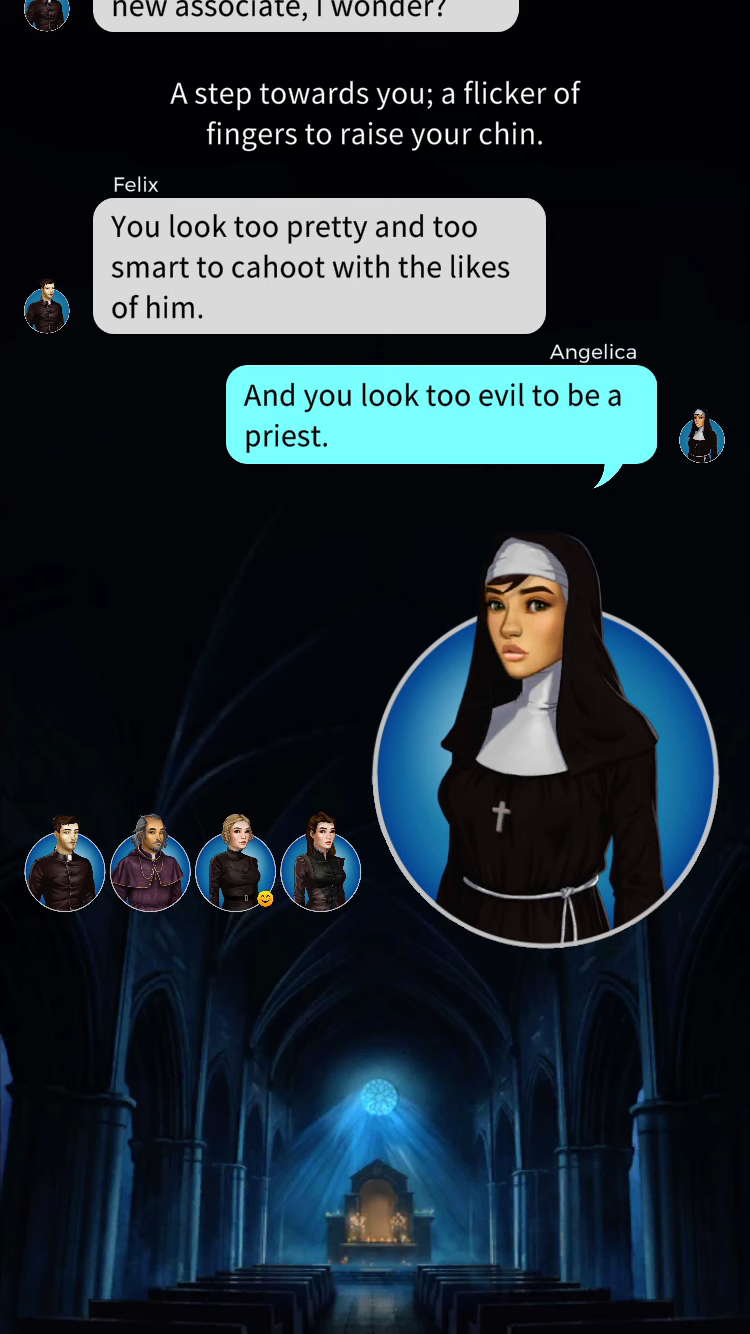 new associate, I wonder?
A step towards you; a flicker of
fingers to raise your chin.
Felix
You look too pretty and too
smart to cahoot with the likes
of him.
Angelica
And you look too evil to be a
priest.